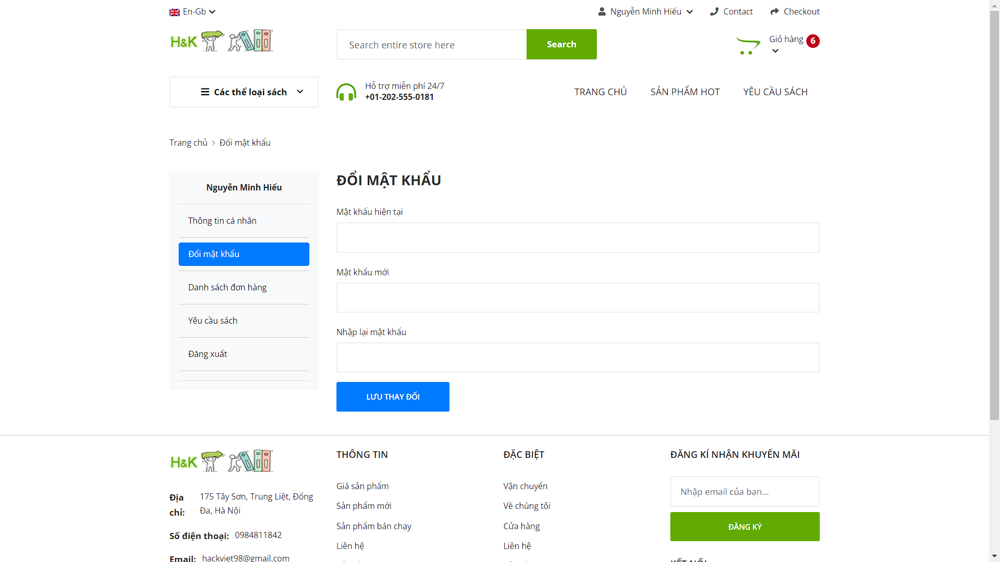 En-Gb
Nguyễn Minh Hiếu
Contact
Checkout
H&K
Search entire store here
Search
Giỏ hàng 6
Các thể loại sách
Hỗ trợ miễn phí 24/7
+01-202-555-0181
TRANG CHỦ
SẢN PHẨM HOT
YÊU CẦU SÁCH
Trang chủ > Đổi mật khẩu
Nguyễn Minh Hiếu
Thông tin cá nhân
Đổi mật khẩu
Danh sách đơn hàng
Yêu cầu sách
Đăng xuất
ĐỔI MẬT KHẨU
Mật khẩu hiện tại
Mật khẩu mới
Nhập lại mật khẩu
LƯU THAY ĐỔI
H&K
Địa chỉ: 175 Tây Sơn, Trung Liệt, Đống
Đa, Hà Nội
Số điện thoại: 0984811842
Email: hackviet98@gmail.com
THÔNG TIN
Giá sản phẩm
Sản phẩm mới
Sản phẩm bán chạy
Liên hệ
ĐẶC BIỆT
Vận chuyển
Về chúng tôi
Cửa hàng
Liên hệ
ĐĂNG KÍ NHẬN KHUYẾN MÃI
Nhập email của bạn...
ĐĂNG KÝ
KẾT NỐI